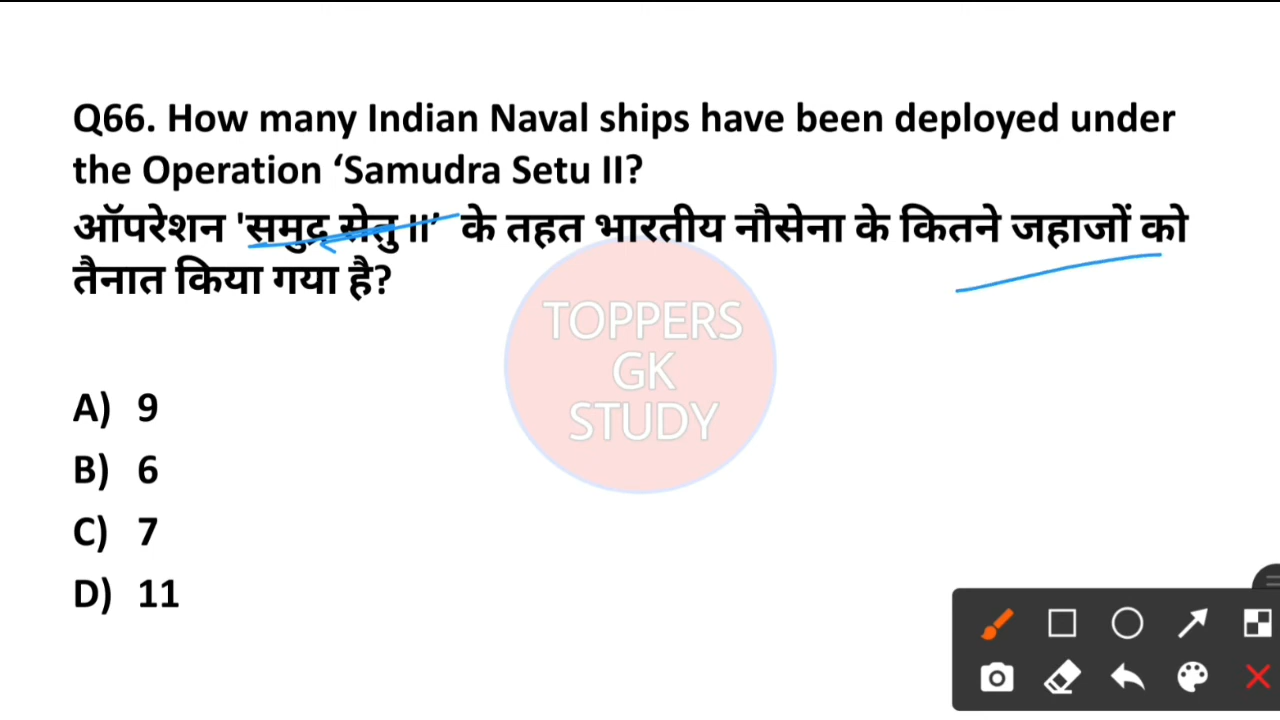 Q66. How many Indian Naval ships have been deployed under
the Operation ‘Samudra Setu II?
ऑपरेशन 'समुद्र सेतु II’ के तहत भारतीय नौसेना के कितने जहाजों को
तैनात किया गया है?
TOPPERS
GK
STUDY
A) 9
B) 6
C) 7
D) 11